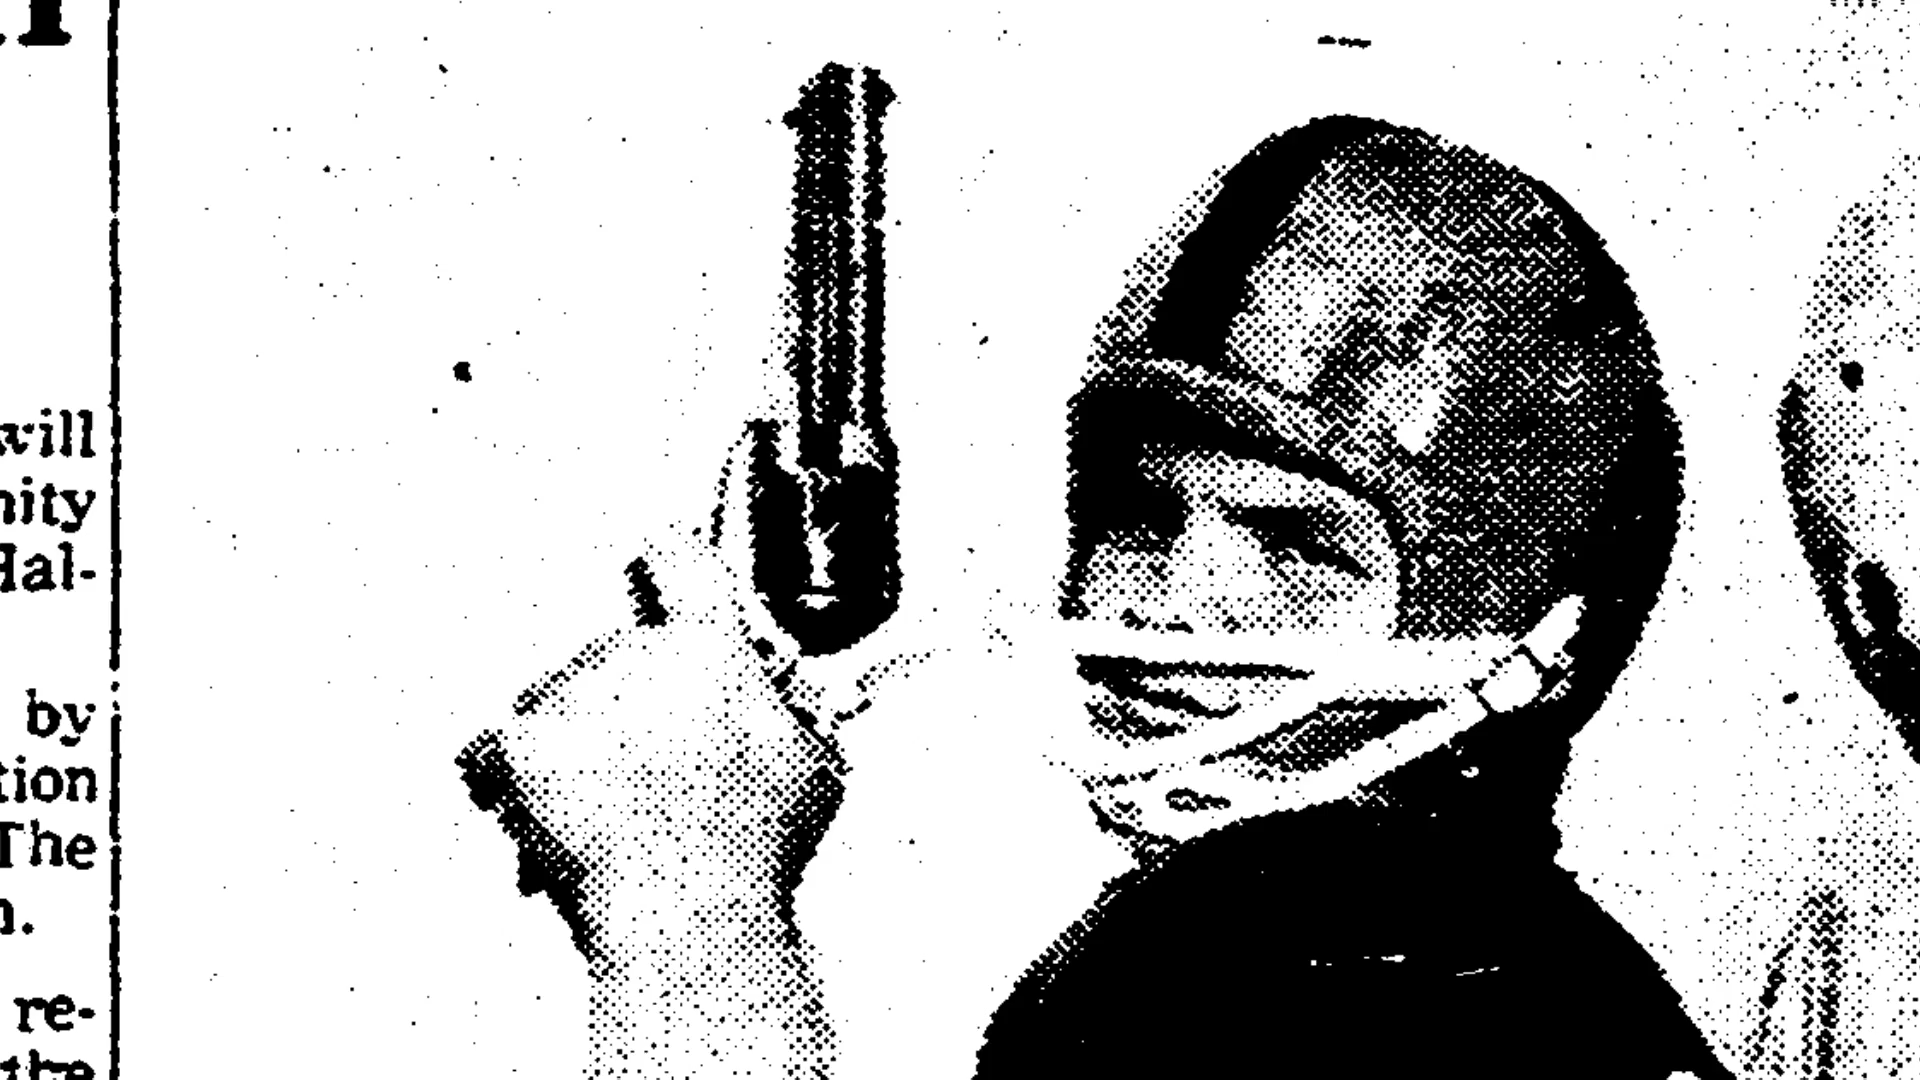 will
nity
Hal-
by
tion
The
n.
re-
the